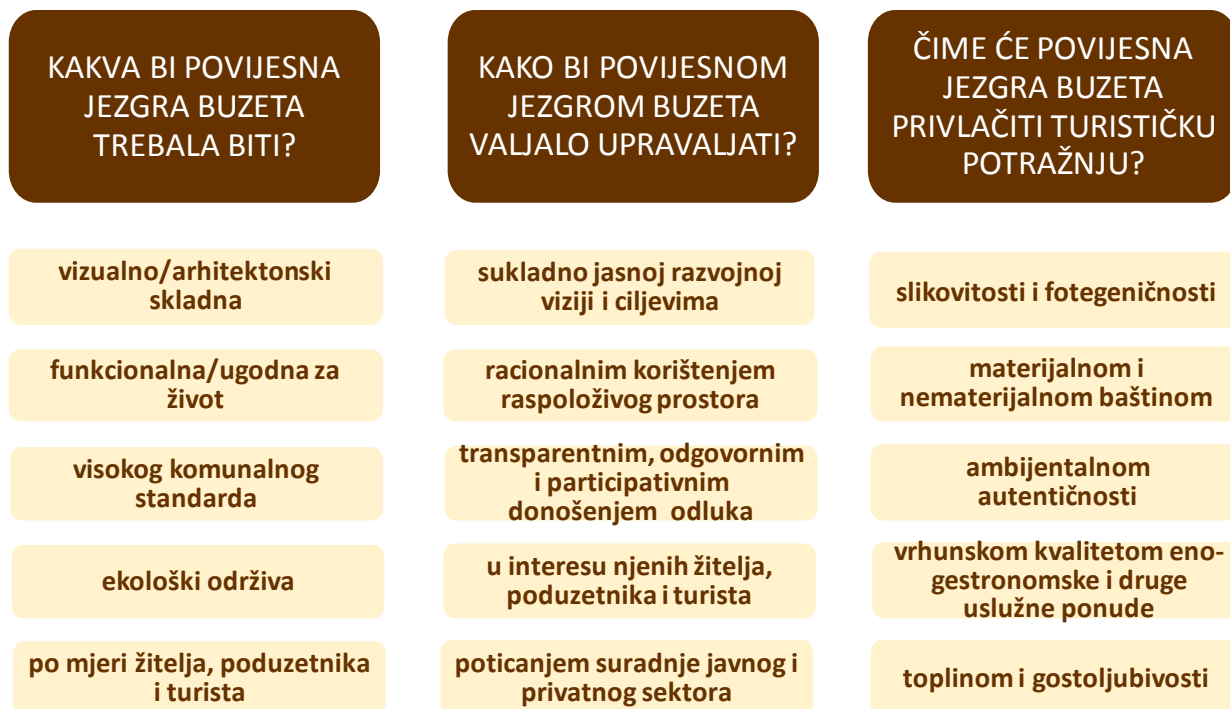 KAKVA BI POVIJESNA
JEZGRA BUZETA
TREBALA BITI?
vizualno/arhitektonski
skladna
funkcionalna/ugodna za
život
visokog komunalnog
standarda
ekološki održiva
po mjeri žitelja, poduzetnika
i turista
KAKO BI POVIJESNOM
JEZGROM BUZETA
VALJALO UPRAVALJATI?
sukladno jasnoj razvojnoj
viziji i ciljevima
racionalnim korištenjem
raspoloživog prostora
transparentnim, odgovornim
i participativnim
donošenjem odluka
u interesu njenih žitelja,
poduzetnika i turista
poticanjem suradnje javnog i
privatnog sektora
ČIME ĆE POVIJESNA
JEZGRA BUZETA
PRIVLAČITI TURISTIČKU
POTRAŽNJU?
slikovitosti i fotegeničnosti
materijalnom i
nematerijalnom baštinom
ambijentalnom
autentičnosti
vrhunskom kvalitetom eno-
gestronomske i druge
uslužne ponude
toplinom i gostoljubivosti